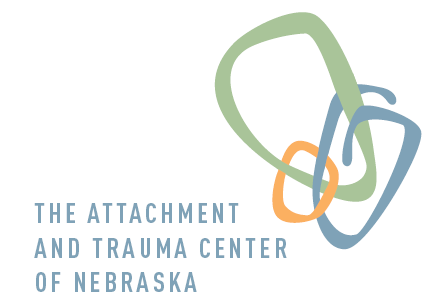 THE ATTACHMENT
AND TRAUMA CENTER
OF NEBRASKA